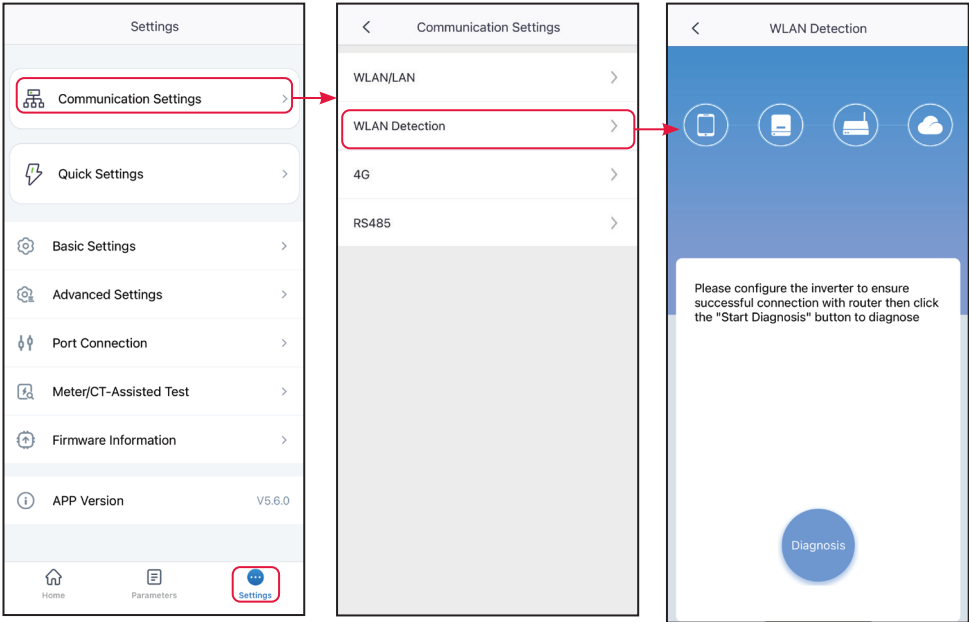 Settings
Communication Settings
Quick Settings
Basic Settings
Advanced Settings
Port Connection
Meter/CT-Assisted Test
Firmware Information
APP Version V5.6.0
Home Parameters Settings
Communication Settings
WLAN/LAN
WLAN Detection
4G
RS485
WLAN Detection
Please configure the inverter to ensure
successful connection with router then click
the "Start Diagnosis" button to diagnose
Diagnosis